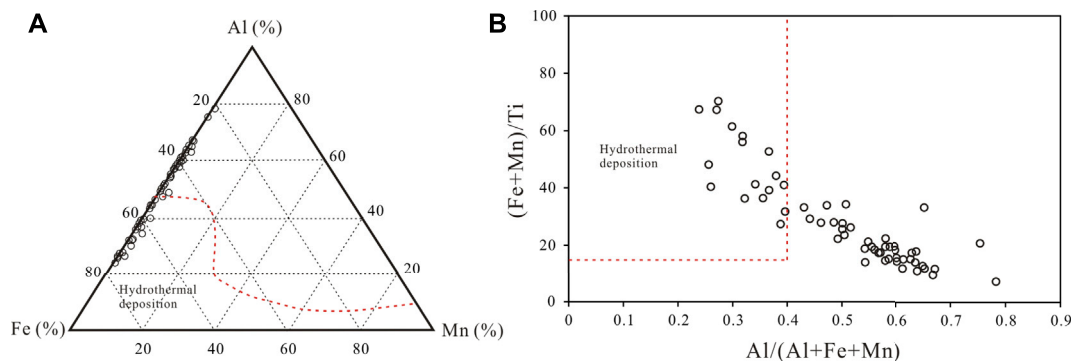 A
Al (%)
20
80
40
60
60
40
80
20
Hydrothermal
deposition
Fe (%)
Mn (%)
20
40
60
80
B
100
80
60
40
20
0
(Fe+Mn)/Ti
Hydrothermal
deposition
0
0.1
0.2
0.3
0.4
0.5
0.6
0.7
0.8
0.9
Al/(Al+Fe+Mn)